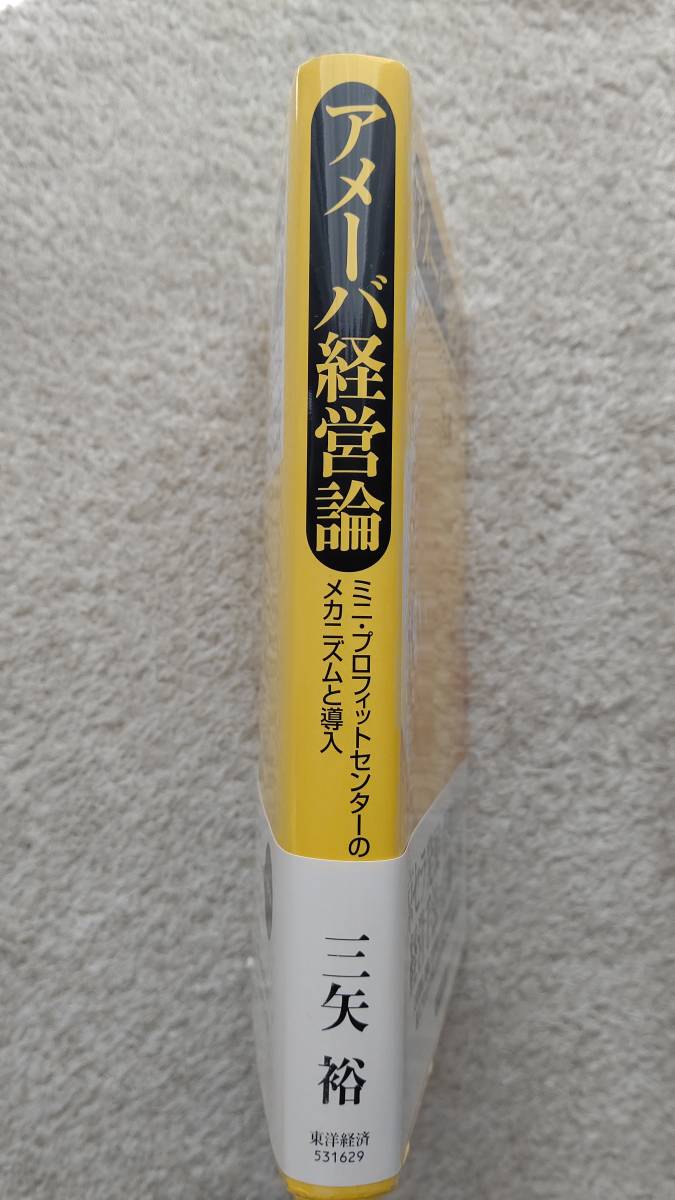 アメーバ経営論
ミニ・プロフィットセンターの
メカニズムと導入
三矢 裕
東洋経済
531629